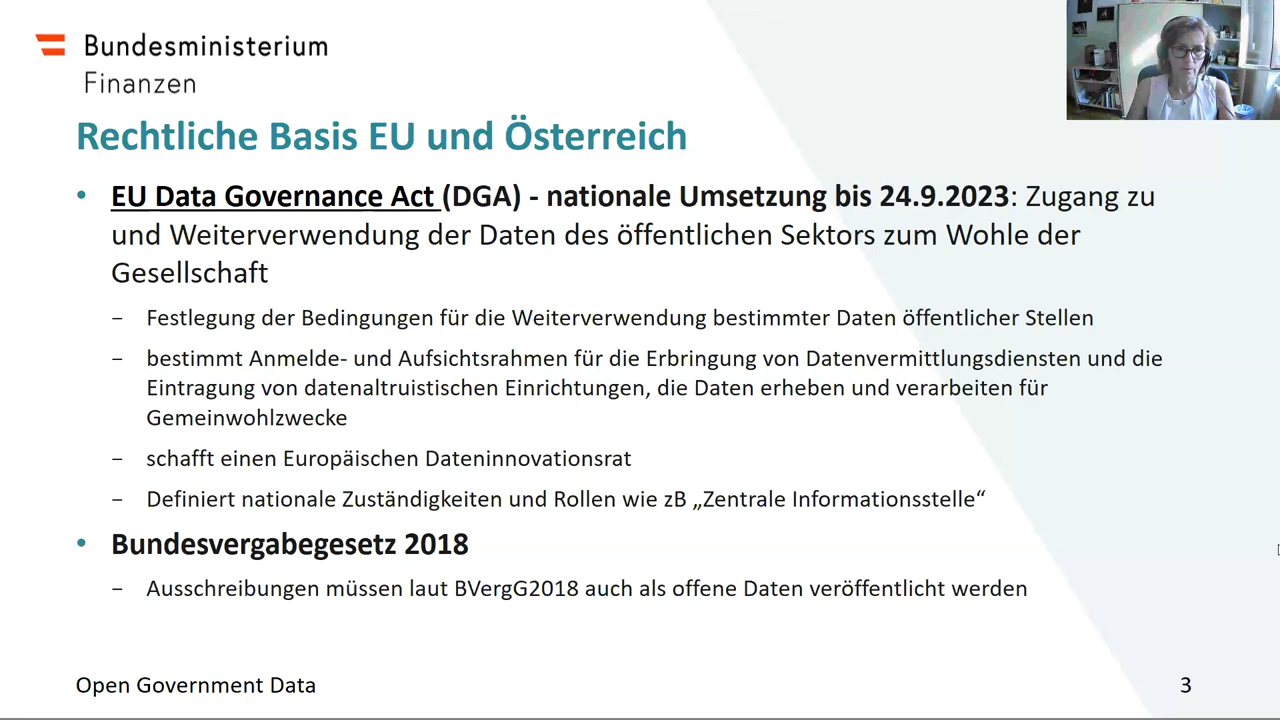 Bundesministerium
Finanzen
Rechtliche Basis EU und Österreich
• EU Data Governance Act (DGA) - nationale Umsetzung bis 24.9.2023: Zugang zu
und Weiterverwendung der Daten des öffentlichen Sektors zum Wohle der
Gesellschaft
− Festlegung der Bedingungen für die Weiterverwendung bestimmter Daten öffentlicher Stellen
− bestimmt Anmelde- und Aufsichtsrahmen für die Erbringung von Datenvermittlungsdiensten und die
Eintragung von datenaltruistischen Einrichtungen, die Daten erheben und verarbeiten für
Gemeinwohlzwecke
− schafft einen Europäischen Dateninnovationsrat
− Definiert nationale Zuständigkeiten und Rollen wie zB „Zentrale Informationsstelle“
• Bundesvergabegesetz 2018
− Ausschreibungen müssen laut BVergG2018 auch als offene Daten veröffentlicht werden
Open Government Data
3